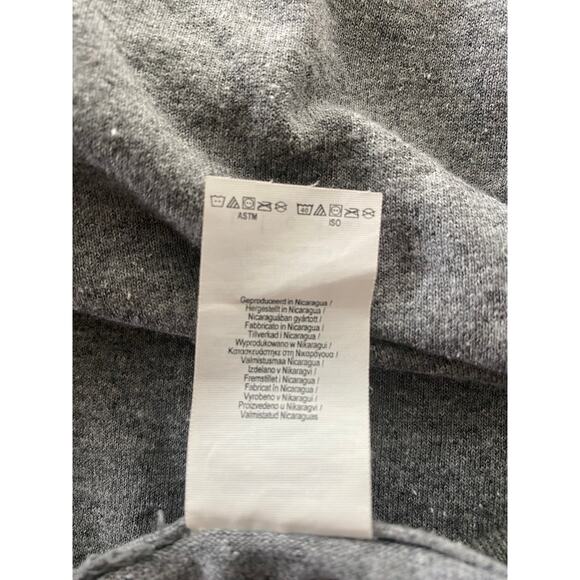 40
ASTM ISO
Geproduceerd in Nicaragua /
Hergestellt in Nicaragua /
Nicaraguában gyártott /
Fabbricato in Nicaragua /
Tillverkad i Nicaragua /
Wyprodukowano w Nikaragui /
Κατασκευάστηκε στη Νικαράγουα /
Valmistusmaa Nicaragua /
Izdelano v Nikaragvi /
Fremstillet i Nicaragua /
Fabricat în Nicaragua /
Vyrobeno v Nikaragui /
Proizvedeno u Nikaragvi /
Valmistatud Nicaraguas